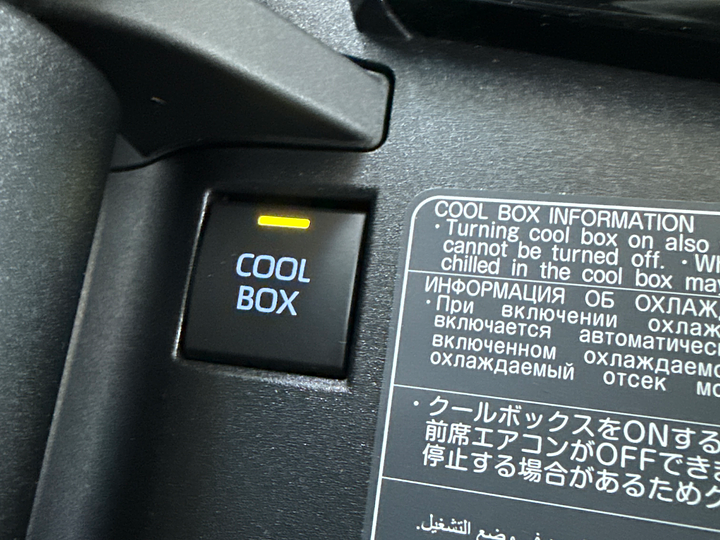 COOL
BOX
COOL BOX INFORMATION
・Turning cool box on also
cannot be turned off. ・Wh
chilled in the cool box may
ИНФОРМАЦИЯ ОБ ОХЛАЖД
・При включении охлаж
включается автоматичес
включенном охлаждаемо
охлаждаемый отсек мо
・クールボックスをONする
前席エアコンがOFFできま
停止する場合があるためク
وضع التشغيل.